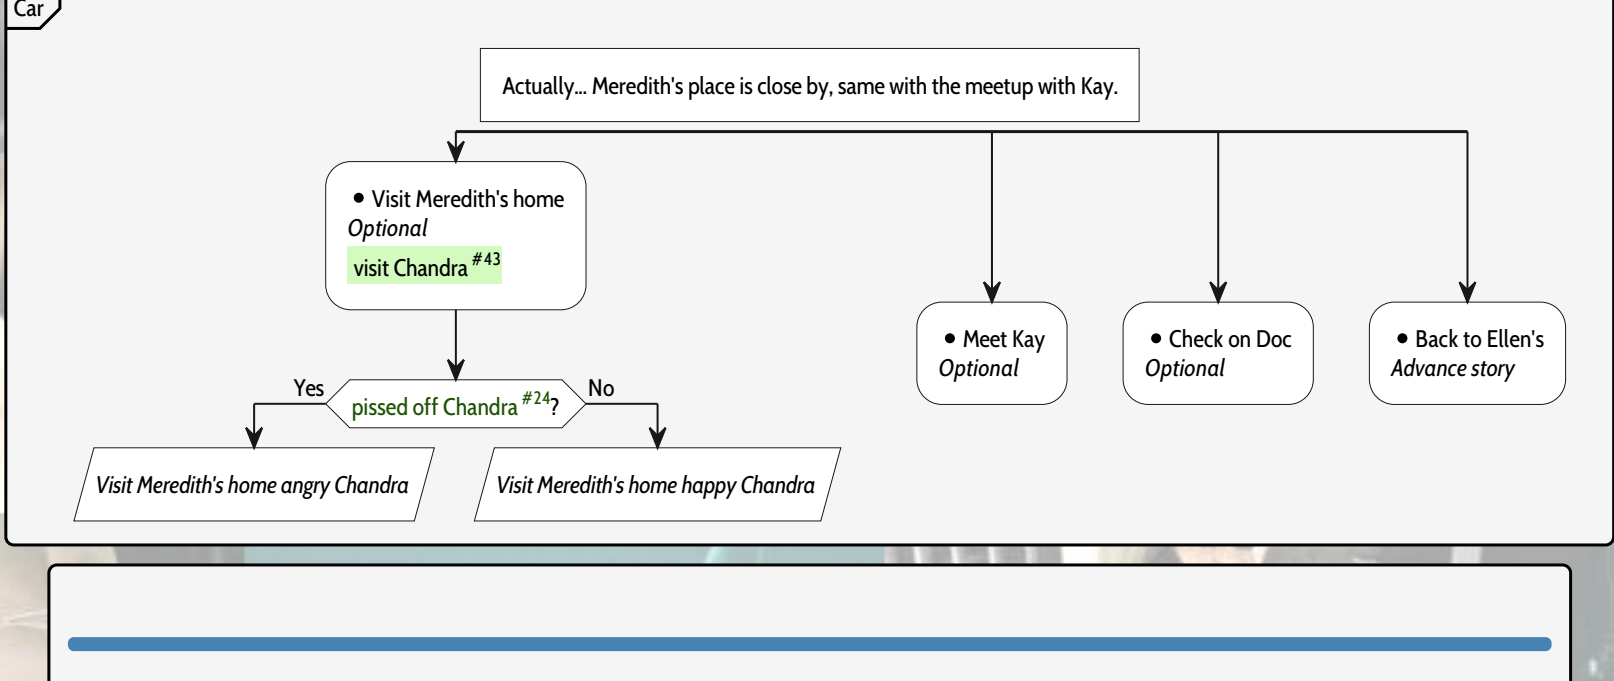 Car
Actually... Meredith's place is close by, same with the meetup with Kay.
● Visit Meredith's home
Optional
visit Chandra #43
● Meet Kay
Optional
● Check on Doc
Optional
● Back to Ellen's
Advance story
Yes
pissed off Chandra #24?
No
Visit Meredith's home angry Chandra
Visit Meredith's home happy Chandra